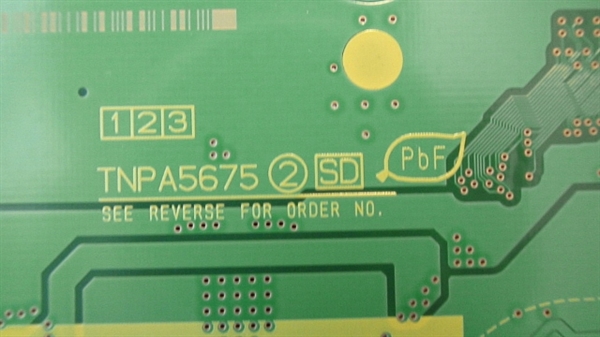 123
TNPA5675 ② SD PbF
SEE REVERSE FOR ORDER NO.